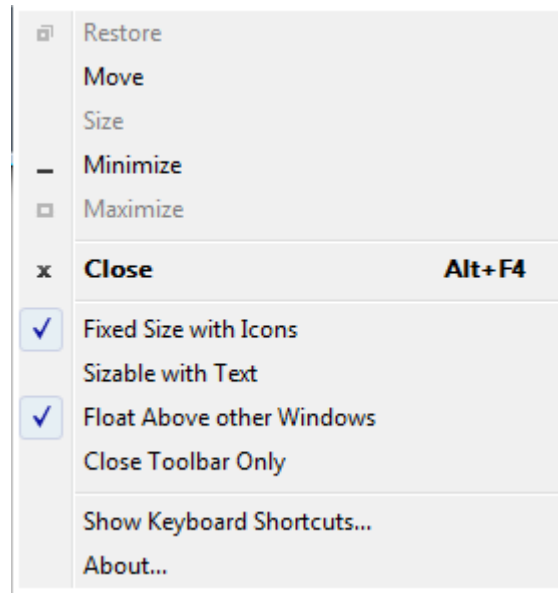 Restore
Move
Size
Minimize
Maximize
Close Alt+F4
Fixed Size with Icons
Sizable with Text
Float Above other Windows
Close Toolbar Only
Show Keyboard Shortcuts...
About...